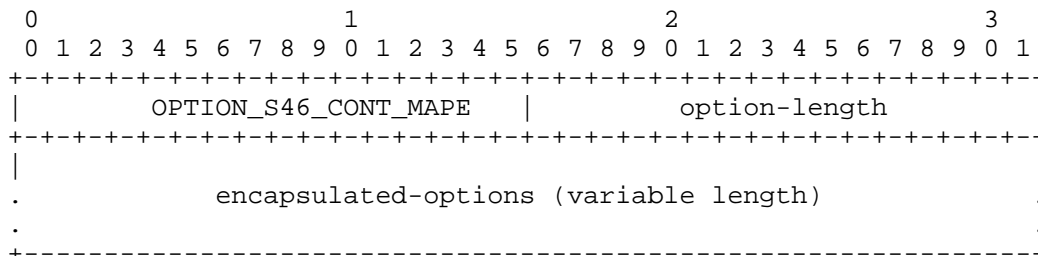 0                   1                   2                   3
 0 1 2 3 4 5 6 7 8 9 0 1 2 3 4 5 6 7 8 9 0 1 2 3 4 5 6 7 8 9 0 1
+-+-+-+-+-+-+-+-+-+-+-+-+-+-+-+-+-+-+-+-+-+-+-+-+-+-+-+-+-+-+-+--
|        OPTION_S46_CONT_MAPE   |         option-length
+-+-+-+-+-+-+-+-+-+-+-+-+-+-+-+-+-+-+-+-+-+-+-+-+-+-+-+-+-+-+-+--
|
.            encapsulated-options (variable length)             .
.                                                               .
+----------------------------------------------------------------